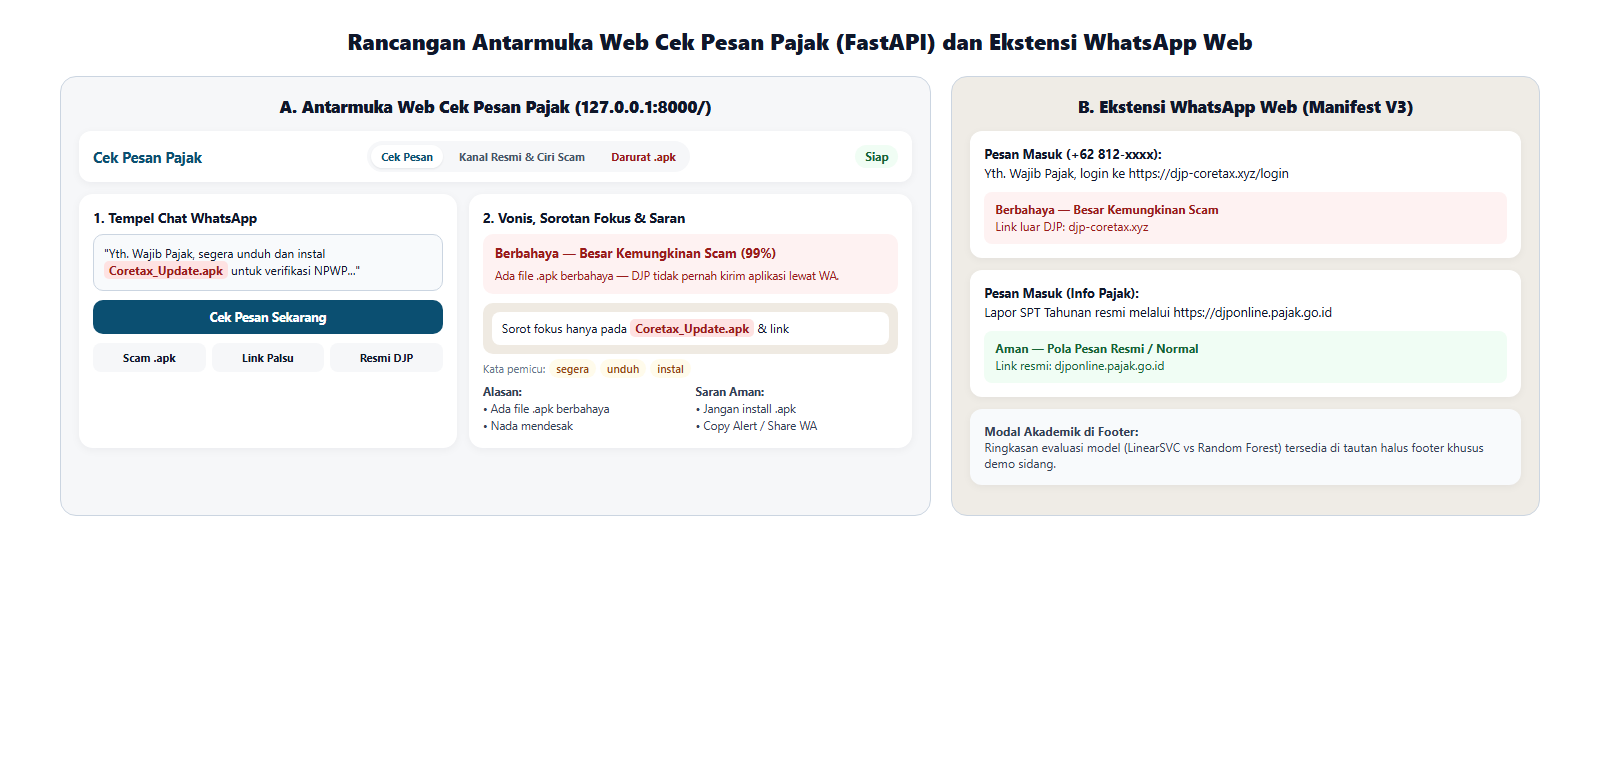 Rancangan Antarmuka Web Cek Pesan Pajak (FastAPI) dan Ekstensi WhatsApp Web
A. Antarmuka Web Cek Pesan Pajak (127.0.0.1:8000/)
Cek Pesan Pajak
Cek Pesan
Kanal Resmi & Ciri Scam
Darurat .apk
Siap
1. Tempel Chat WhatsApp
"Yth. Wajib Pajak, segera unduh dan instal
Coretax_Update.apk untuk verifikasi NPWP..."
Cek Pesan Sekarang
Scam .apk
Link Palsu
Resmi DJP
2. Vonis, Sorotan Fokus & Saran
Berbahaya — Besar Kemungkinan Scam (99%)
Ada file .apk berbahaya — DJP tidak pernah kirim aplikasi lewat WA.
Sorot fokus hanya pada Coretax_Update.apk & link
Kata pemicu: segera unduh instal
Alasan:
• Ada file .apk berbahaya
• Nada mendesak
Saran Aman:
• Jangan install .apk
• Copy Alert / Share WA
B. Ekstensi WhatsApp Web (Manifest V3)
Pesan Masuk (+62 812-xxxx):
Yth. Wajib Pajak, login ke https://djp-coretax.xyz/login
Berbahaya — Besar Kemungkinan Scam
Link luar DJP: djp-coretax.xyz
Pesan Masuk (Info Pajak):
Lapor SPT Tahunan resmi melalui https://djponline.pajak.go.id
Aman — Pola Pesan Resmi / Normal
Link resmi: djponline.pajak.go.id
Modal Akademik di Footer:
Ringkasan evaluasi model (LinearSVC vs Random Forest) tersedia di tautan halus footer khusus
demo sidang.